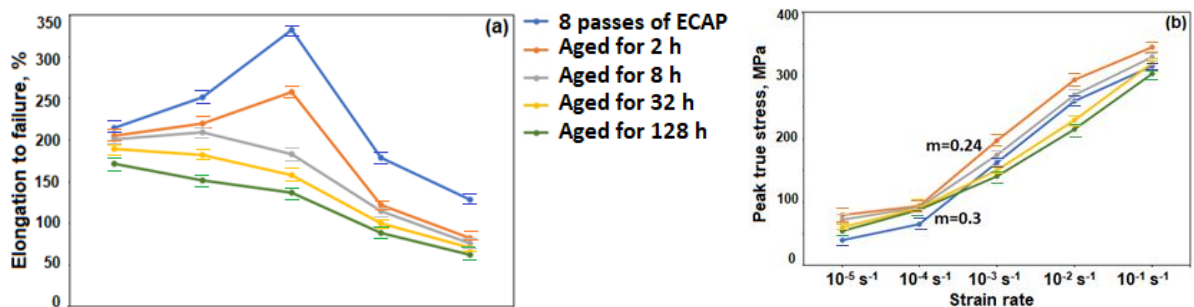 (a)
Elongation to failure, %
350
300
250
200
150
100
50
0
8 passes of ECAP
Aged for 2 h
Aged for 8 h
Aged for 32 h
Aged for 128 h
(b)
Peak true stress, MPa
400
300
200
100
0
m=0.24
m=0.3
10⁻⁵ s⁻¹ 10⁻⁴ s⁻¹ 10⁻³ s⁻¹ 10⁻² s⁻¹ 10⁻¹ s⁻¹
Strain rate